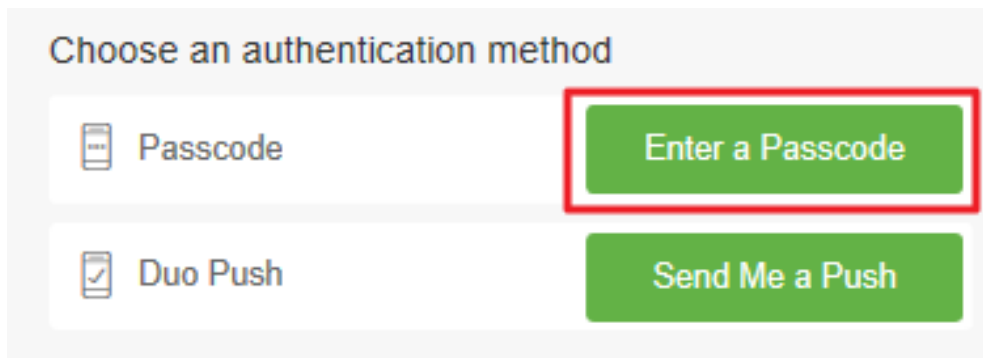 Choose an authentication method
Passcode Enter a Passcode
Duo Push Send Me a Push